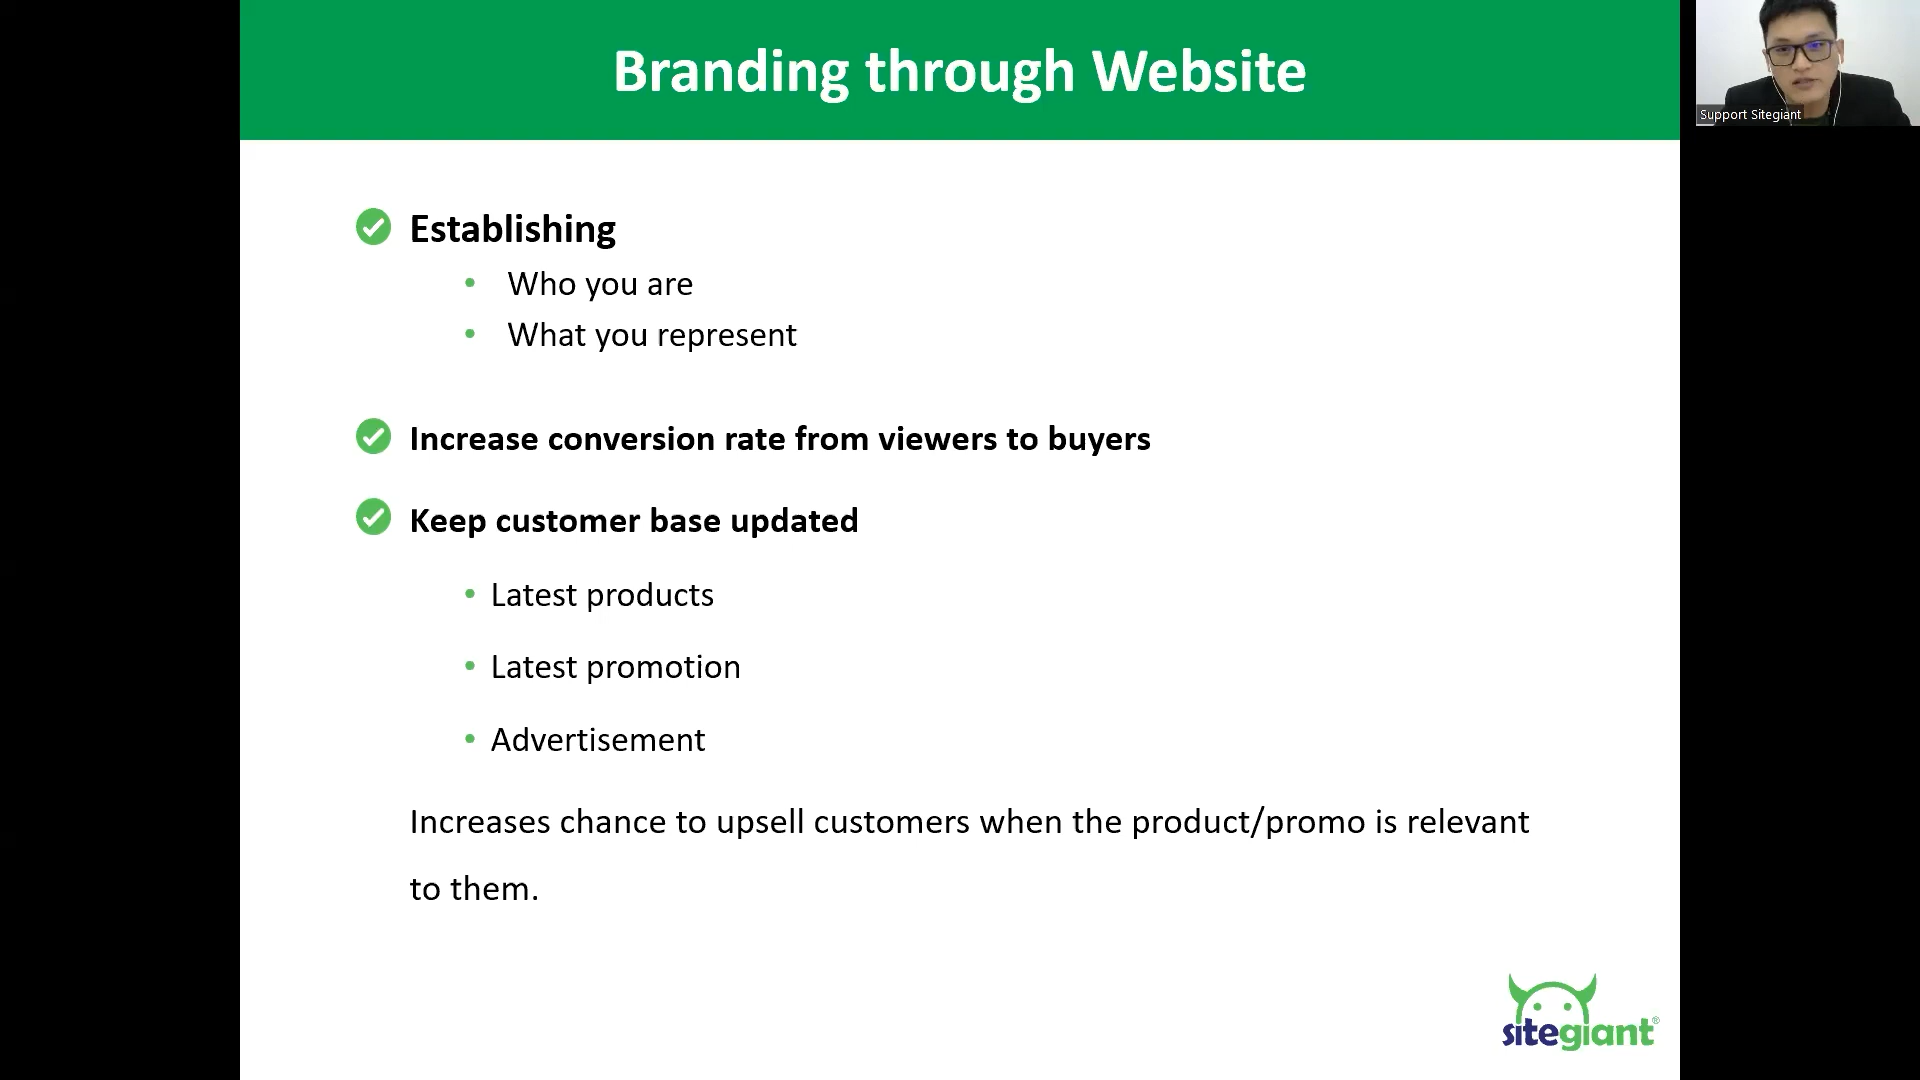 Branding through Website
Support Sitegiant
Establishing
• Who you are
• What you represent
Increase conversion rate from viewers to buyers
Keep customer base updated
• Latest products
• Latest promotion
• Advertisement
Increases chance to upsell customers when the product/promo is relevant
to them.
sitegiant®